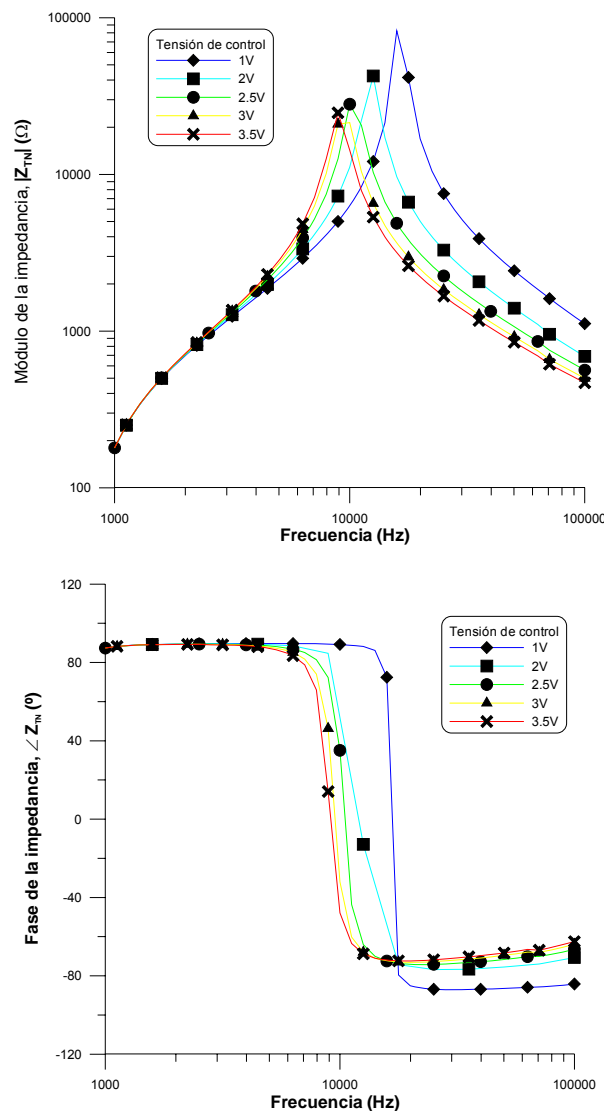 100000
Tensión de control
1V
2V
2.5V
3V
3.5V
10000
1000
100
Módulo de la impedancia, |ZTN| (Ω)
1000 10000 100000
Frecuencia (Hz)
120
80
40
0
-40
-80
-120
Tensión de control
1V
2V
2.5V
3V
3.5V
Fase de la impedancia, ∠ ZTN (º)
1000 10000 100000
Frecuencia (Hz)